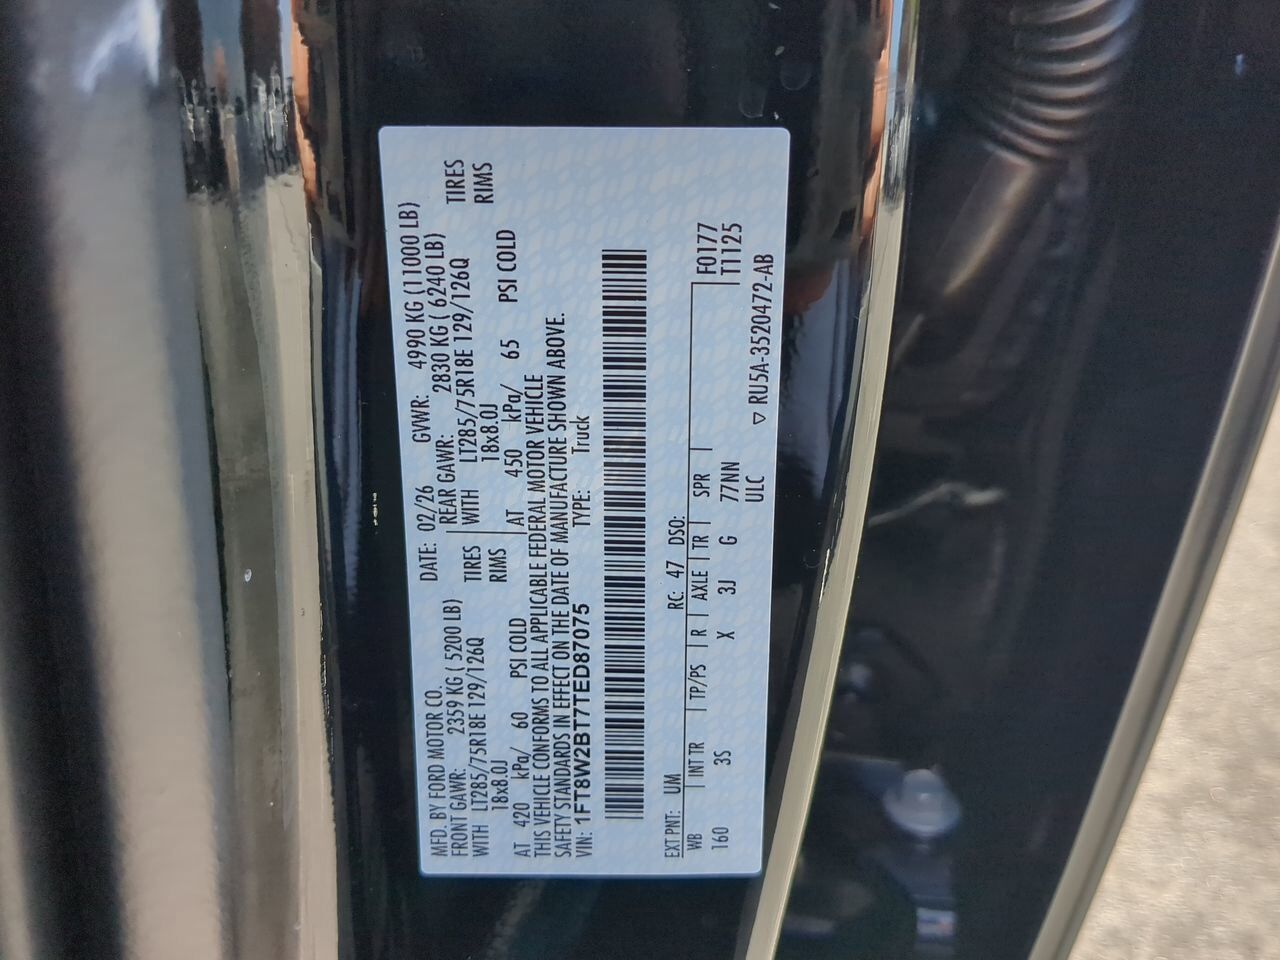 MFD. BY FORD MOTOR CO. DATE: 02/26 GVWR: 4990 KG (11000 LB)
FRONT GAWR: 2359 KG ( 5200 LB) REAR GAWR: 2830 KG ( 6240 LB)
WITH LT285/75R18E 129/126Q TIRES WITH LT285/75R18E 129/126Q TIRES
18x8.0J RIMS 18x8.0J RIMS
AT 420 kPa/ 60 PSI COLD AT 450 kPa/ 65 PSI COLD
THIS VEHICLE CONFORMS TO ALL APPLICABLE FEDERAL MOTOR VEHICLE
SAFETY STANDARDS IN EFFECT ON THE DATE OF MANUFACTURE SHOWN ABOVE.
VIN: 1FT8W2BT7TED87075 TYPE: Truck
EXT PNT: UM RC: 47 DSO:
WB INT TR TP/PS R AXLE TR SPR F0177
160 3S X 3J G 77NN T1125
ULC ▽ RU5A-3520472-AB